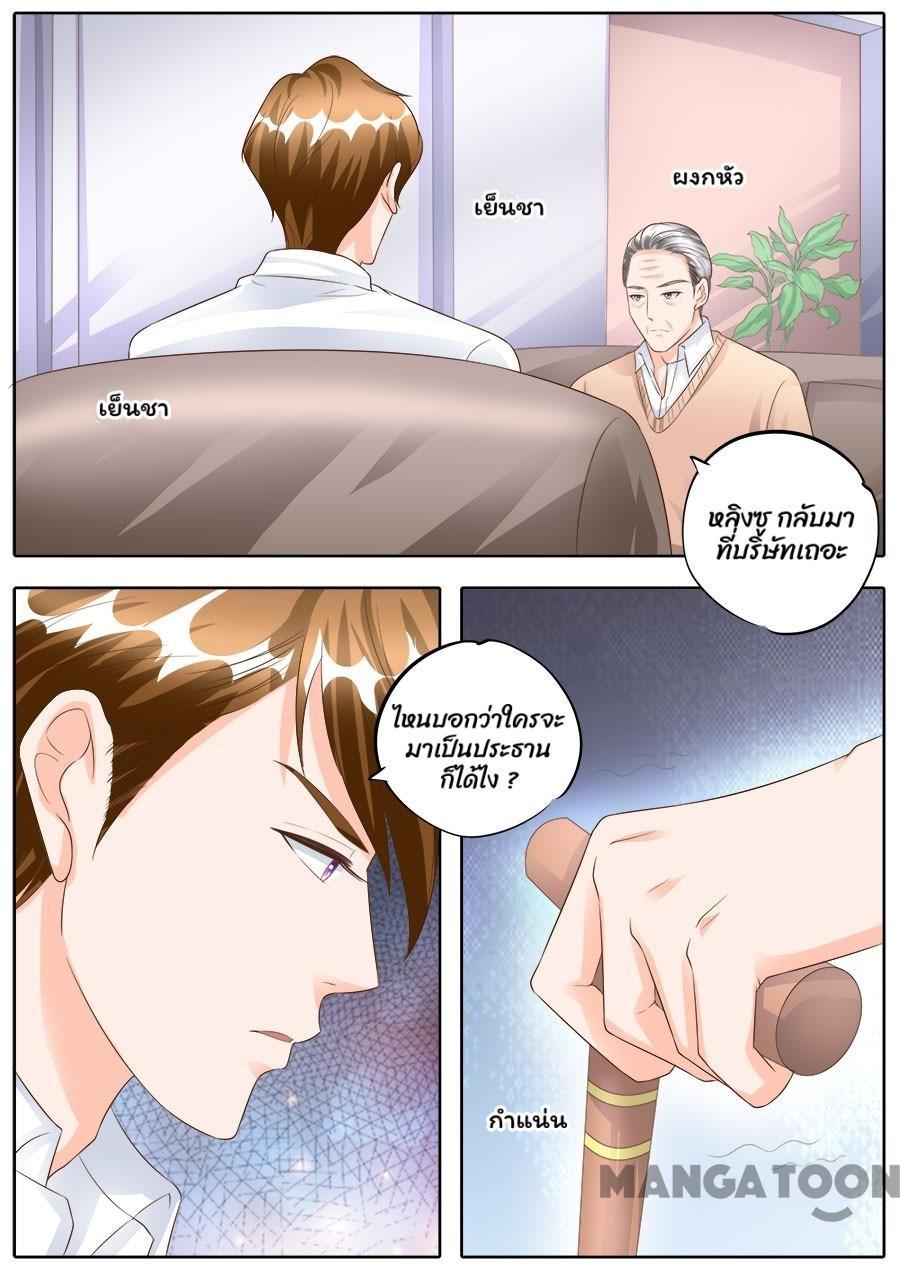 ผงกหัว
เย็นชา
เย็นชา
หลิงซู กลับมา
ที่บริษัทเถอะ
ไหนบอกว่าใครจะ
มาเป็นประธาน
ก็ได้ไง ?
กำแน่น
MANGATOON